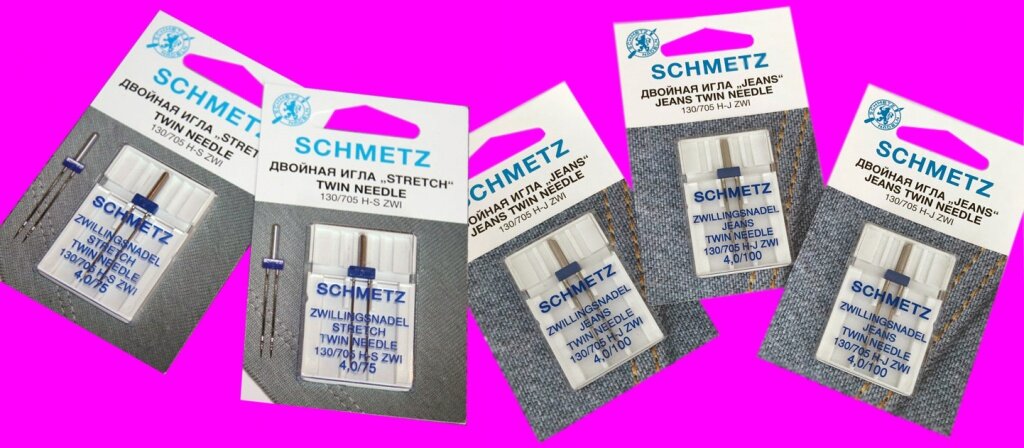 SCHMETZ
ДВОЙНАЯ ИГЛА „STRETCH"
TWIN NEEDLE
130/705 H-S ZWI
SCHMETZ
ZWILLINGSNADEL
STRETCH
TWIN NEEDLE
130/705 H-S ZWI
4,0/75
SCHMETZ
ДВОЙНАЯ ИГЛА „STRETCH"
TWIN NEEDLE
130/705 H-S ZWI
SCHMETZ
ZWILLINGSNADEL
STRETCH
TWIN NEEDLE
130/705 H-S ZWI
4,0/75
SCHMETZ
ДВОЙНАЯ ИГЛА „JEANS"
JEANS TWIN NEEDLE
130/705 H-J ZWI
SCHMETZ
ZWILLINGSNADEL
JEANS
TWIN NEEDLE
130/705 H-J ZWI
4,0/100
SCHMETZ
ДВОЙНАЯ ИГЛА „JEANS"
JEANS TWIN NEEDLE
130/705 H-J ZWI
SCHMETZ
ZWILLINGSNADEL
JEANS
TWIN NEEDLE
130/705 H-J ZWI
4,0/100
SCHMETZ
ДВОЙНАЯ ИГЛА „JEANS"
JEANS TWIN NEEDLE
130/705 H-J ZWI
SCHMETZ
ZWILLINGSNADEL
JEANS
TWIN NEEDLE
130/705 H-J ZWI
4,0/100